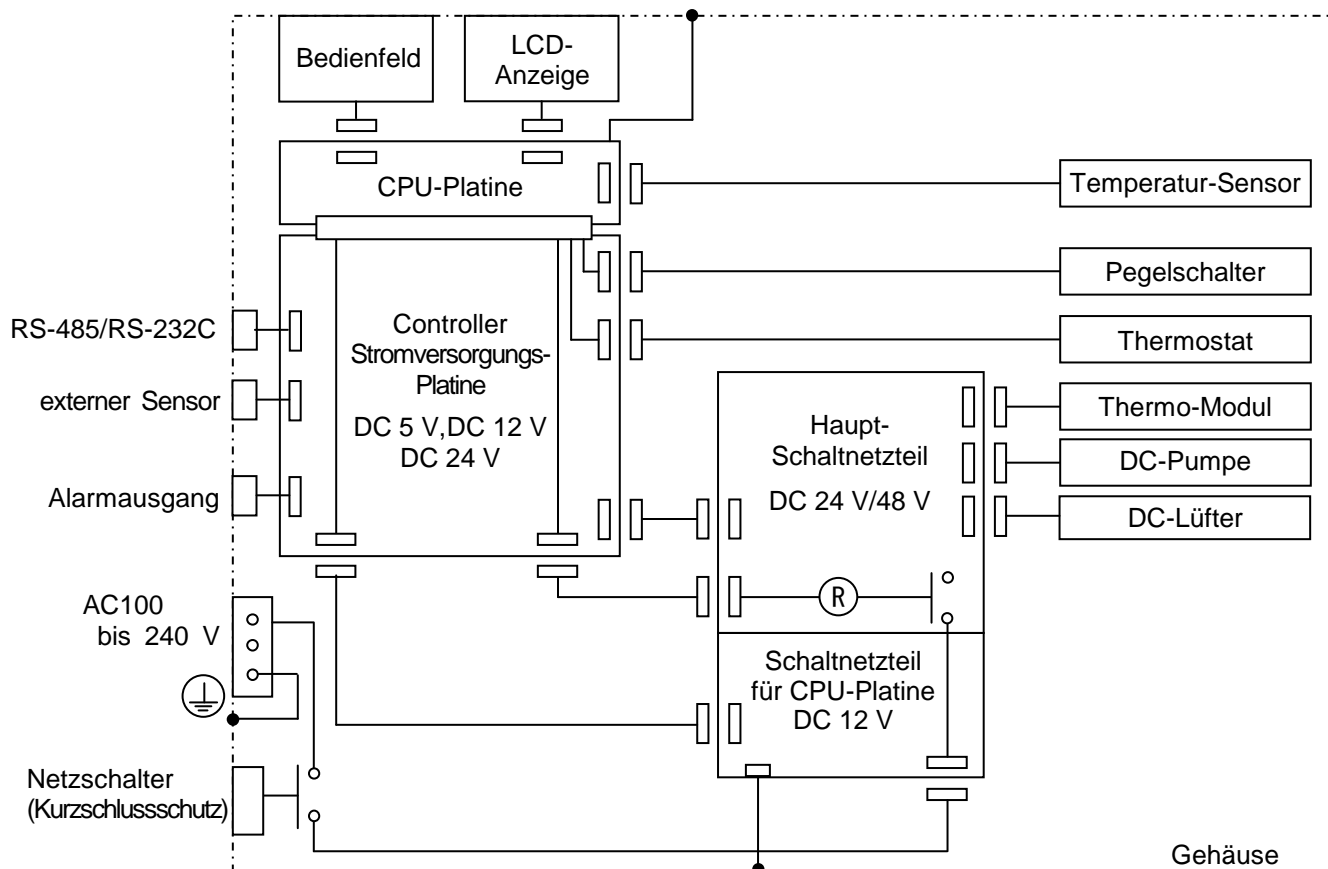 Bedienfeld
LCD-
Anzeige
CPU-Platine
Temperatur-Sensor
Pegelschalter
RS-485/RS-232C
Controller
Stromversorgungs-
Platine
DC 5 V,DC 12 V
DC 24 V
Thermostat
externer Sensor
Haupt-
Schaltnetzteil
DC 24 V/48 V
Thermo-Modul
DC-Pumpe
DC-Lüfter
Alarmausgang
R
AC100
bis 240 V
Schaltnetzteil
für CPU-Platine
DC 12 V
Netzschalter
(Kurzschlussschutz)
Gehäuse